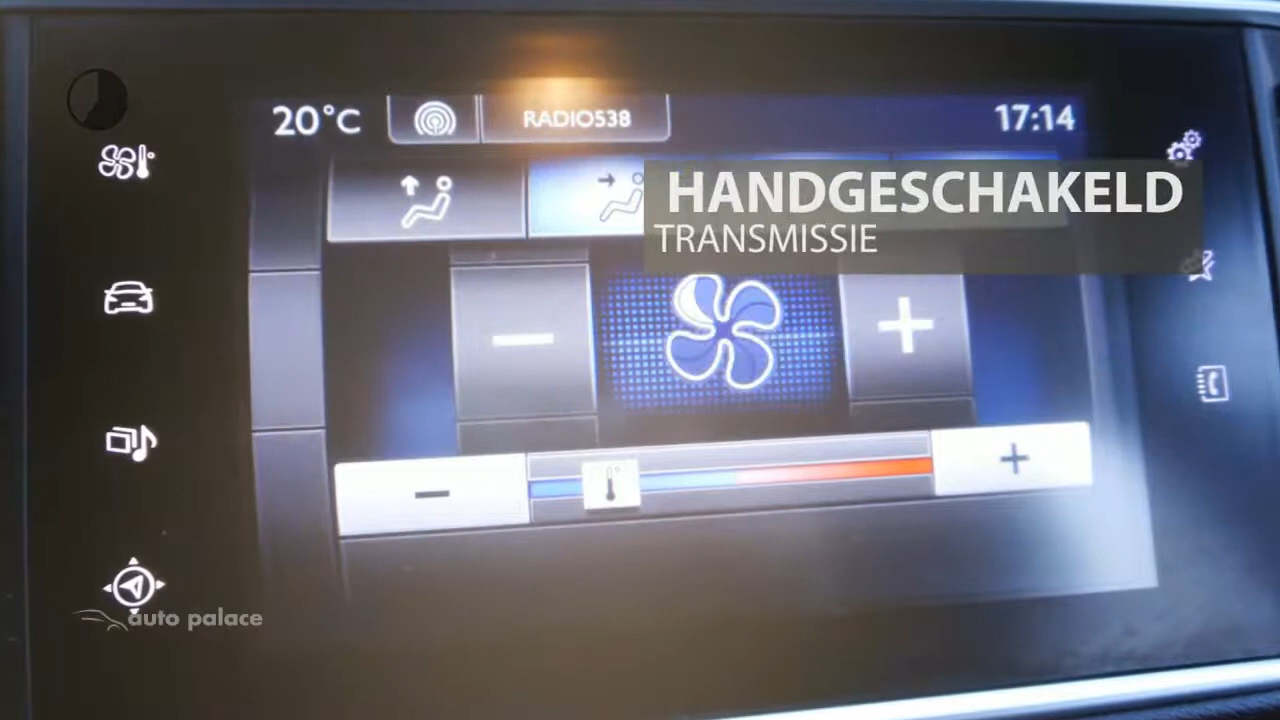 20°C
RADIO538
17:14
HANDGESCHAKELD
TRANSMISSIE
auto palace